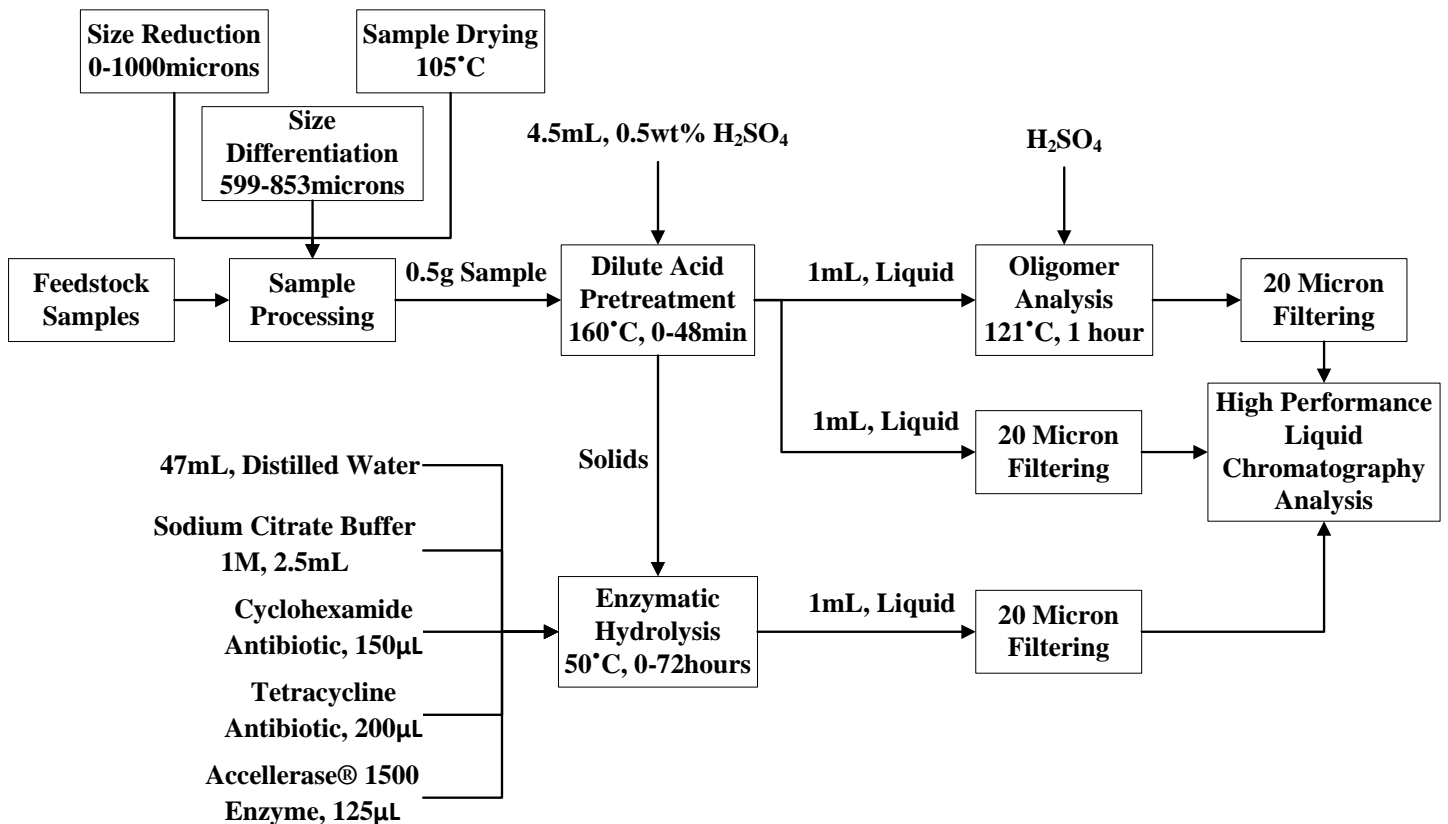 Size Reduction
0-1000microns
Sample Drying
105°C
Size
Differentiation
599-853microns
4.5mL, 0.5wt% H₂SO₄
H₂SO₄
Feedstock
Samples
Sample
Processing
0.5g Sample
Dilute Acid
Pretreatment
160°C, 0-48min
1mL, Liquid
Oligomer
Analysis
121°C, 1 hour
20 Micron
Filtering
1mL, Liquid
20 Micron
Filtering
High Performance
Liquid
Chromatography
Analysis
Solids
47mL, Distilled Water
Sodium Citrate Buffer
1M, 2.5mL
Cyclohexamide
Antibiotic, 150μL
Tetracycline
Antibiotic, 200μL
Accellerase® 1500
Enzyme, 125μL
Enzymatic
Hydrolysis
50°C, 0-72hours
1mL, Liquid
20 Micron
Filtering